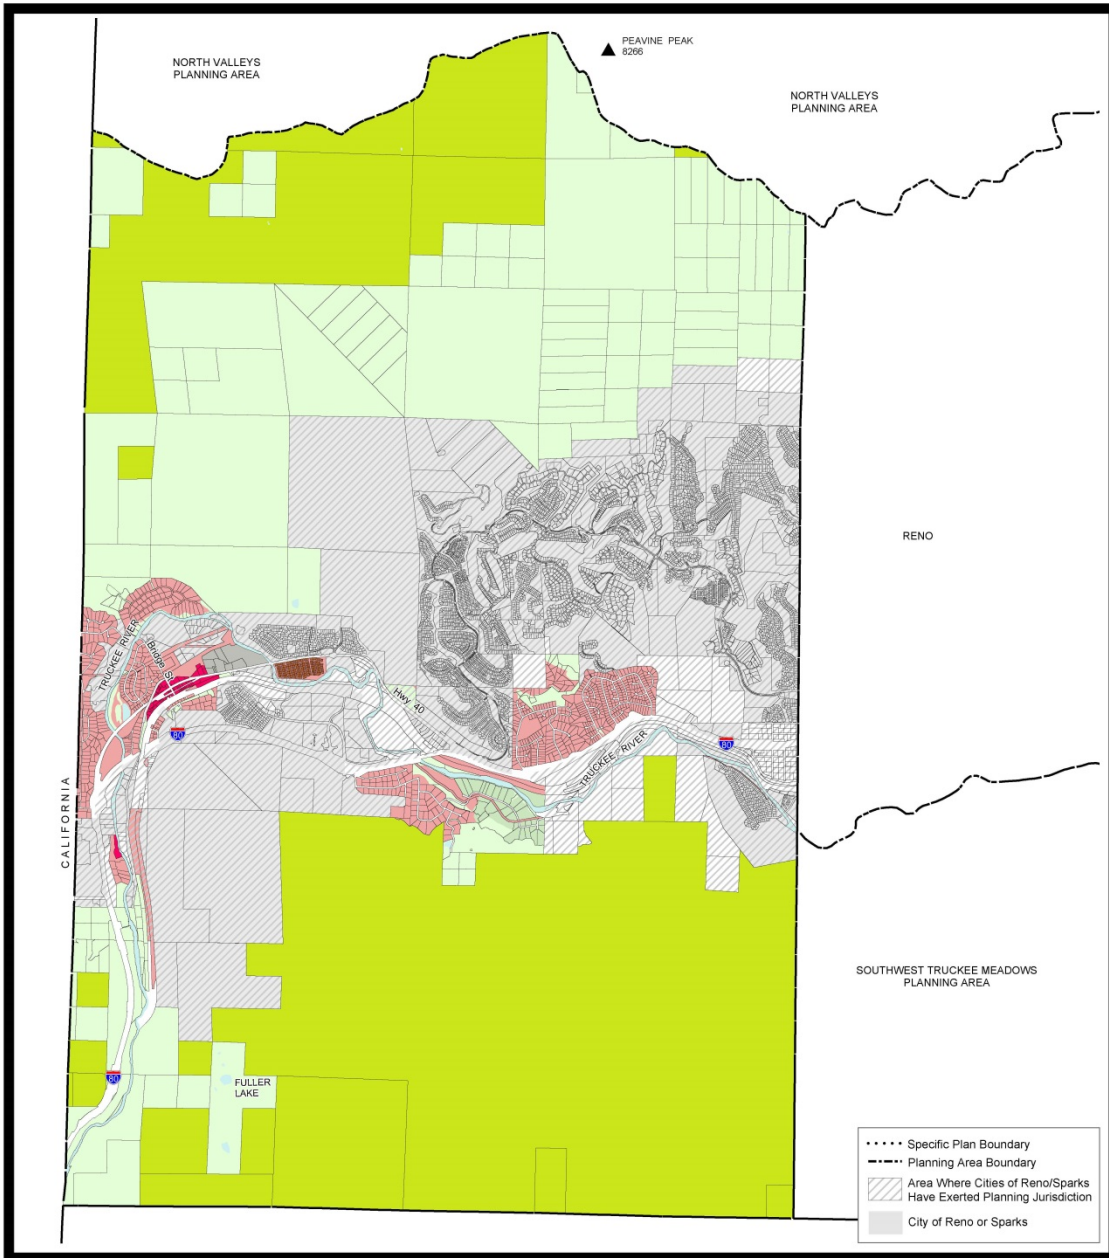 PEAVINE PEAK
8266
NORTH VALLEYS
PLANNING AREA
NORTH VALLEYS
PLANNING AREA
RENO
TRUCKEE RIVER
Bridge St
Hwy 40
80
TRUCKEE RIVER
80
CALIFORNIA
SOUTHWEST TRUCKEE MEADOWS
PLANNING AREA
80
FULLER
LAKE
Specific Plan Boundary
Planning Area Boundary
Area Where Cities of Reno/Sparks
Have Exerted Planning Jurisdiction
City of Reno or Sparks